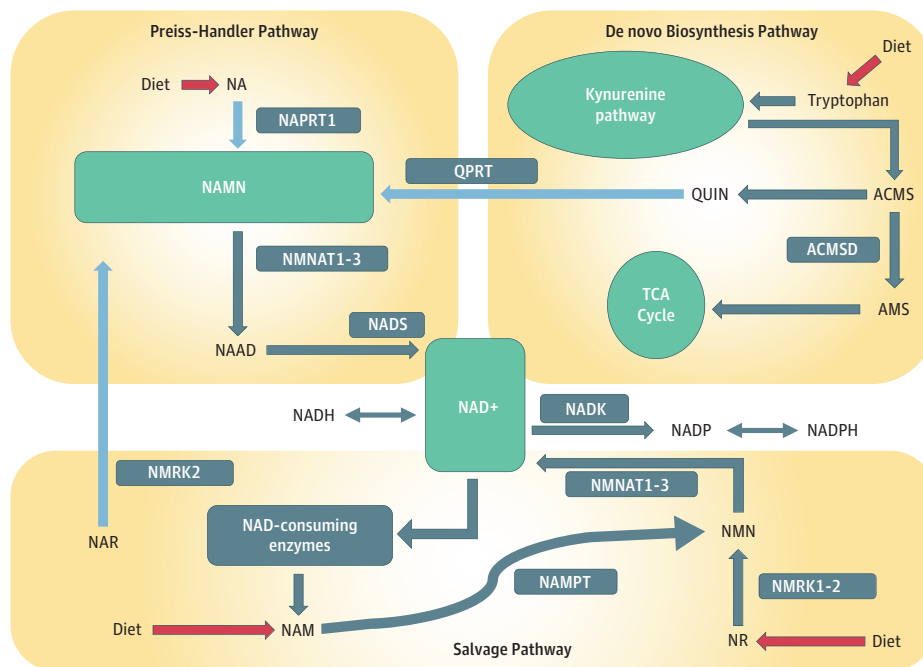 Preiss-Handler Pathway
De novo Biosynthesis Pathway
Diet
Diet
NA
Kynurenine
pathway
Tryptophan
NAPRT1
QPRT
NAMN
QUIN
ACMS
NMNAT1-3
ACMSD
TCA
Cycle
AMS
NADS
NAAD
NAD+
NADH
NADK
NADP
NADPH
NMRK2
NMNAT1-3
NAD-consuming
enzymes
NAR
NMN
NAMPT
NMRK1-2
Diet
NAM
NR
Diet
Salvage Pathway